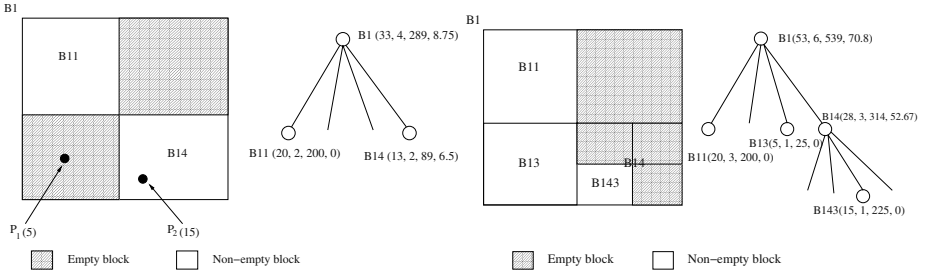 B1
B11
B14
P1(5)
P2(15)
B1 (33, 4, 289, 8.75)
B11 (20, 2, 200, 0)
B14 (13, 2, 89, 6.5)
Empty block
Non−empty block
B1
B11
B13
B14
B143
B1(53, 6, 539, 70.8)
B14(28, 3, 314, 52.67)
B13(5, 1, 25, 0)
B11(20, 3, 200, 0)
B143(15, 1, 225, 0)
Empty block
Non−empty block